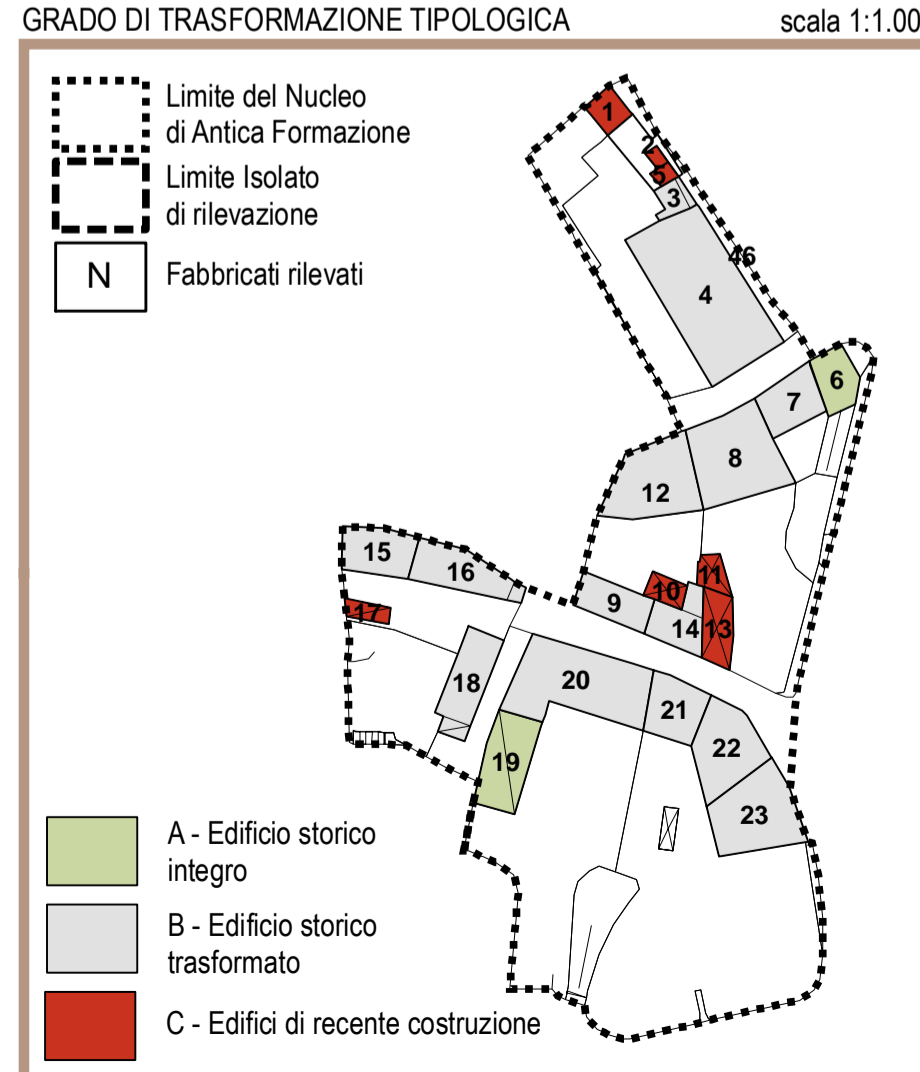 GRADO DI TRASFORMAZIONE TIPOLOGICA scala 1:1.00
Limite del Nucleo
di Antica Formazione
Limite Isolato
di rilevazione
N Fabbricati rilevati
1
2
5
3
46
4
6
7
8
12
15
16
11
10
9
17
14
13
20
18
21
22
19
23
A - Edificio storico
integro
B - Edificio storico
trasformato
C - Edifici di recente costruzione